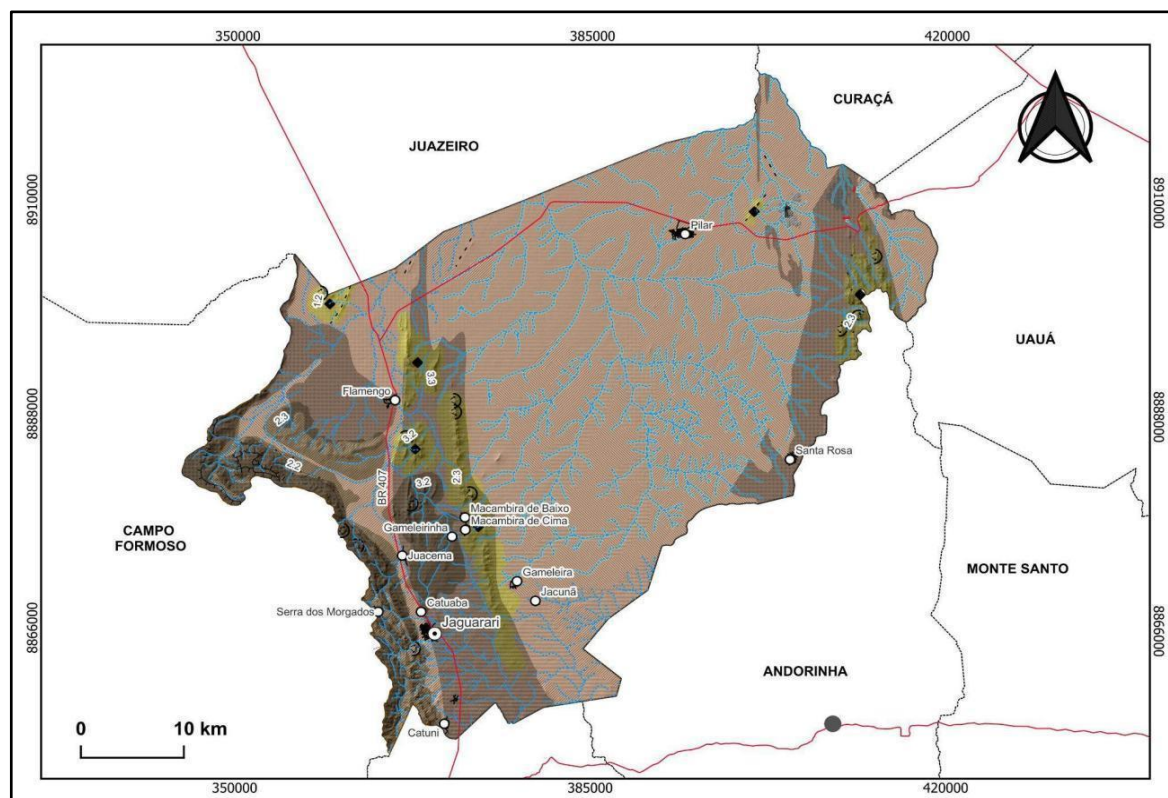 350000
385000
420000
CURAÇÁ
JUAZEIRO
8910000
8910000
Pilar
1:2
2:3
UAUÁ
3:3
Flamengo
8888000
8888000
2:3
3:2
Santa Rosa
2:2
BR 407
3:2
2:3
Macambira de Baixo
Macambira de Cima
CAMPO
FORMOSO
Gameleirinha
Juacema
MONTE SANTO
Gameleira
Jacunã
Serra dos Morgados
Catuaba
Jaguarari
8866000
8866000
ANDORINHA
0
10 km
Catuni
350000
385000
420000